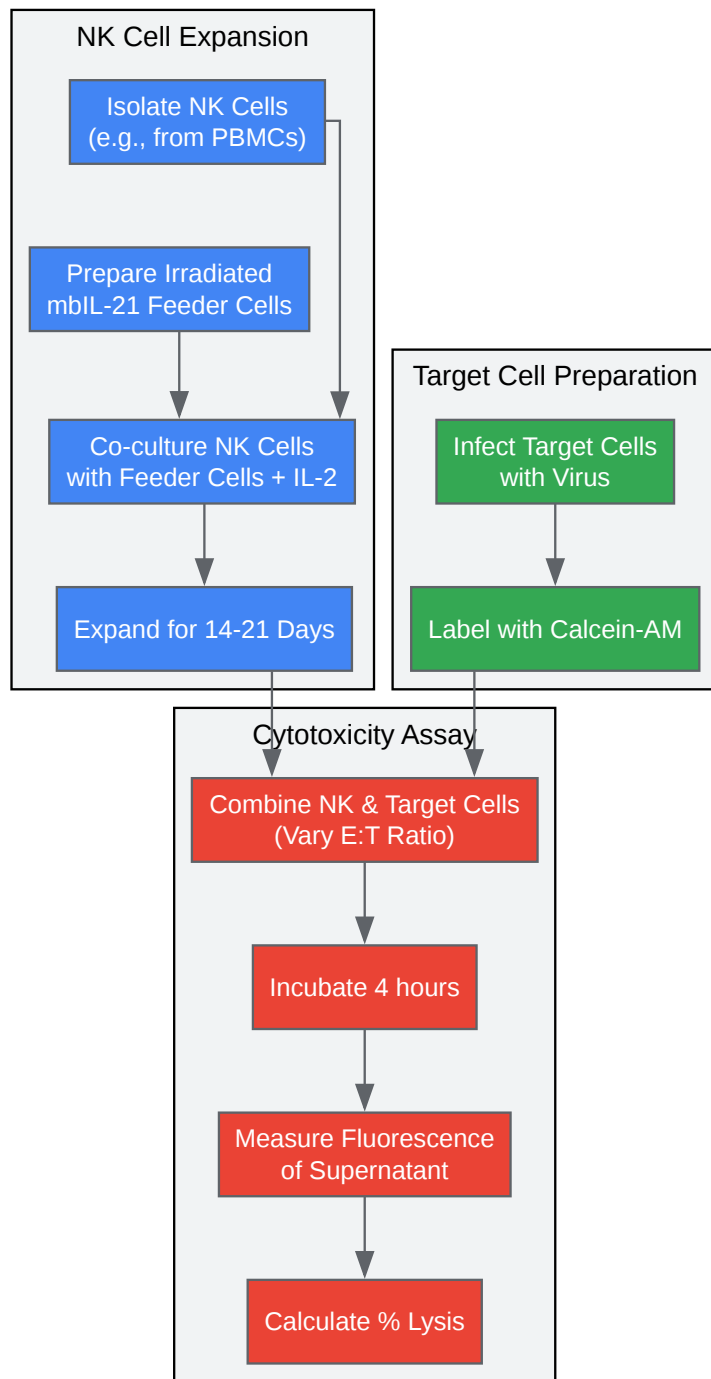 NK Cell Expansion
Isolate NK Cells
(e.g., from PBMCs)
Prepare Irradiated
mbIL-21 Feeder Cells
Co-culture NK Cells
with Feeder Cells + IL-2
Expand for 14-21 Days
Target Cell Preparation
Infect Target Cells
with Virus
Label with Calcein-AM
Cytotoxicity Assay
Combine NK & Target Cells
(Vary E:T Ratio)
Incubate 4 hours
Measure Fluorescence
of Supernatant
Calculate % Lysis